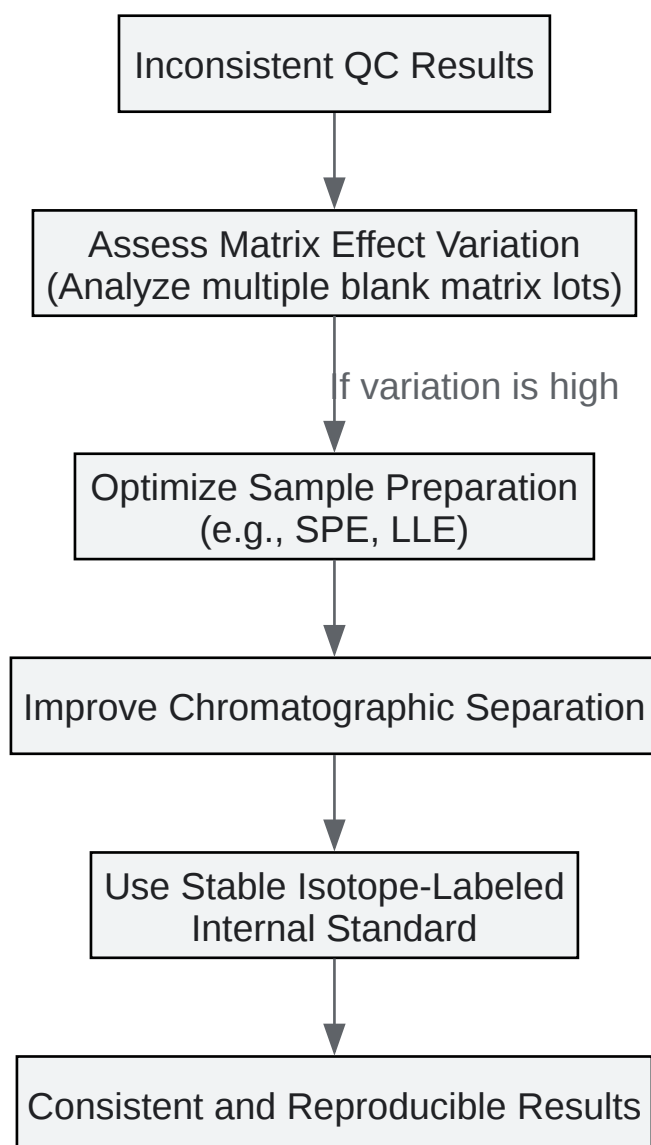 Inconsistent QC Results
Assess Matrix Effect Variation
(Analyze multiple blank matrix lots)
If variation is high
Optimize Sample Preparation
(e.g., SPE, LLE)
Improve Chromatographic Separation
Use Stable Isotope-Labeled
Internal Standard
Consistent and Reproducible Results